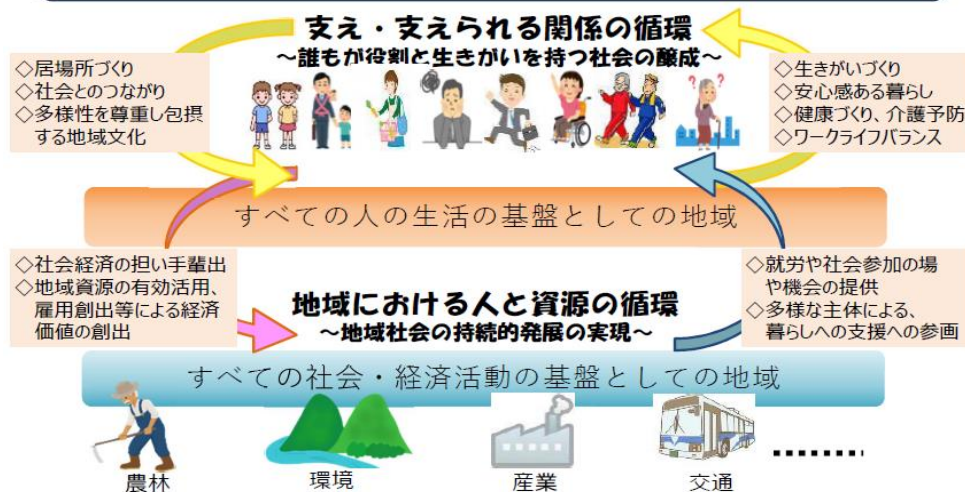 支え・支えられる関係の循環
～誰もが役割と生きがいを持つ社会の醸成～
◇居場所づくり
◇社会とのつながり
◇多様性を尊重し包摂
する地域文化
◇生きがいづくり
◇安心感ある暮らし
◇健康づくり、介護予防
◇ワークライフバランス
すべての人の生活の基盤としての地域
◇社会経済の担い手輩出
◇地域資源の有効活用、
雇用創出等による経済
価値の創出
地域における人と資源の循環
～地域社会の持続的発展の実現～
◇就労や社会参加の場
や機会の提供
◇多様な主体による、
暮らしへの支援への参画
すべての社会・経済活動の基盤としての地域
農林
環境
産業
交通